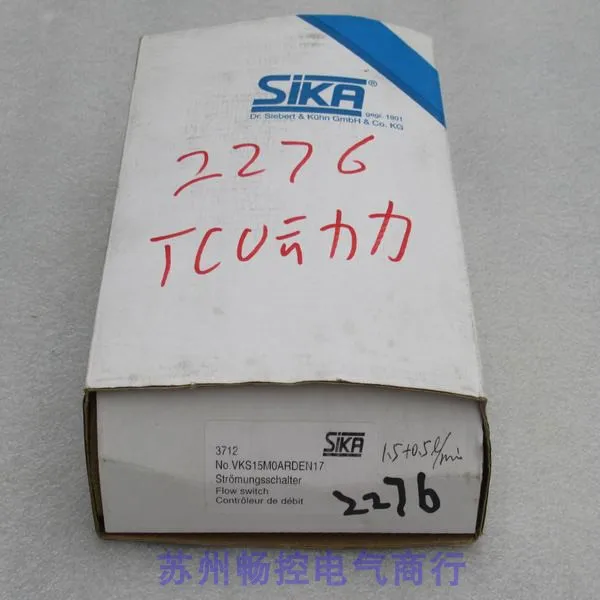 SiKA®
gegr. 1901
Dr. Siebert & Kühn GmbH & Co. KG
2276
TCU云力力
3712
SiKA
No VKS15M0ARDEN17
Strömungsschalter
Flow switch
Contrôleur de débit
1.5+0.5ℓ/min
2276
苏州畅控电气商行